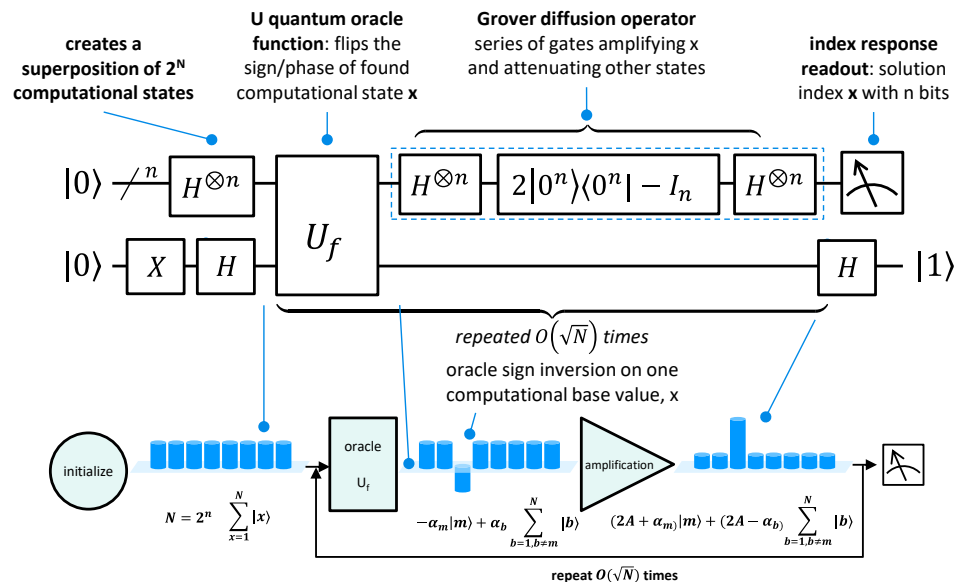 creates a
superposition of 2^N
computational states
U quantum oracle
function: flips the
sign/phase of found
computational state x
Grover diffusion operator
series of gates amplifying x
and attenuating other states
index response
readout: solution
index x with n bits
|0⟩ n H^{⊗n} U_f H^{⊗n} 2|0^n⟩⟨0^n| − I_n H^{⊗n}
|0⟩ X H H |1⟩
repeated O(√N) times
oracle sign inversion on one
computational base value, x
initialize
oracle
U_f
amplification
N = 2^n ∑_{x=1}^{N} |x⟩
−α_m|m⟩ + α_b ∑_{b=1,b≠m}^{N} |b⟩
(2A + α_m)|m⟩ + (2A − α_b) ∑_{b=1,b≠m}^{N} |b⟩
repeat O(√N) times